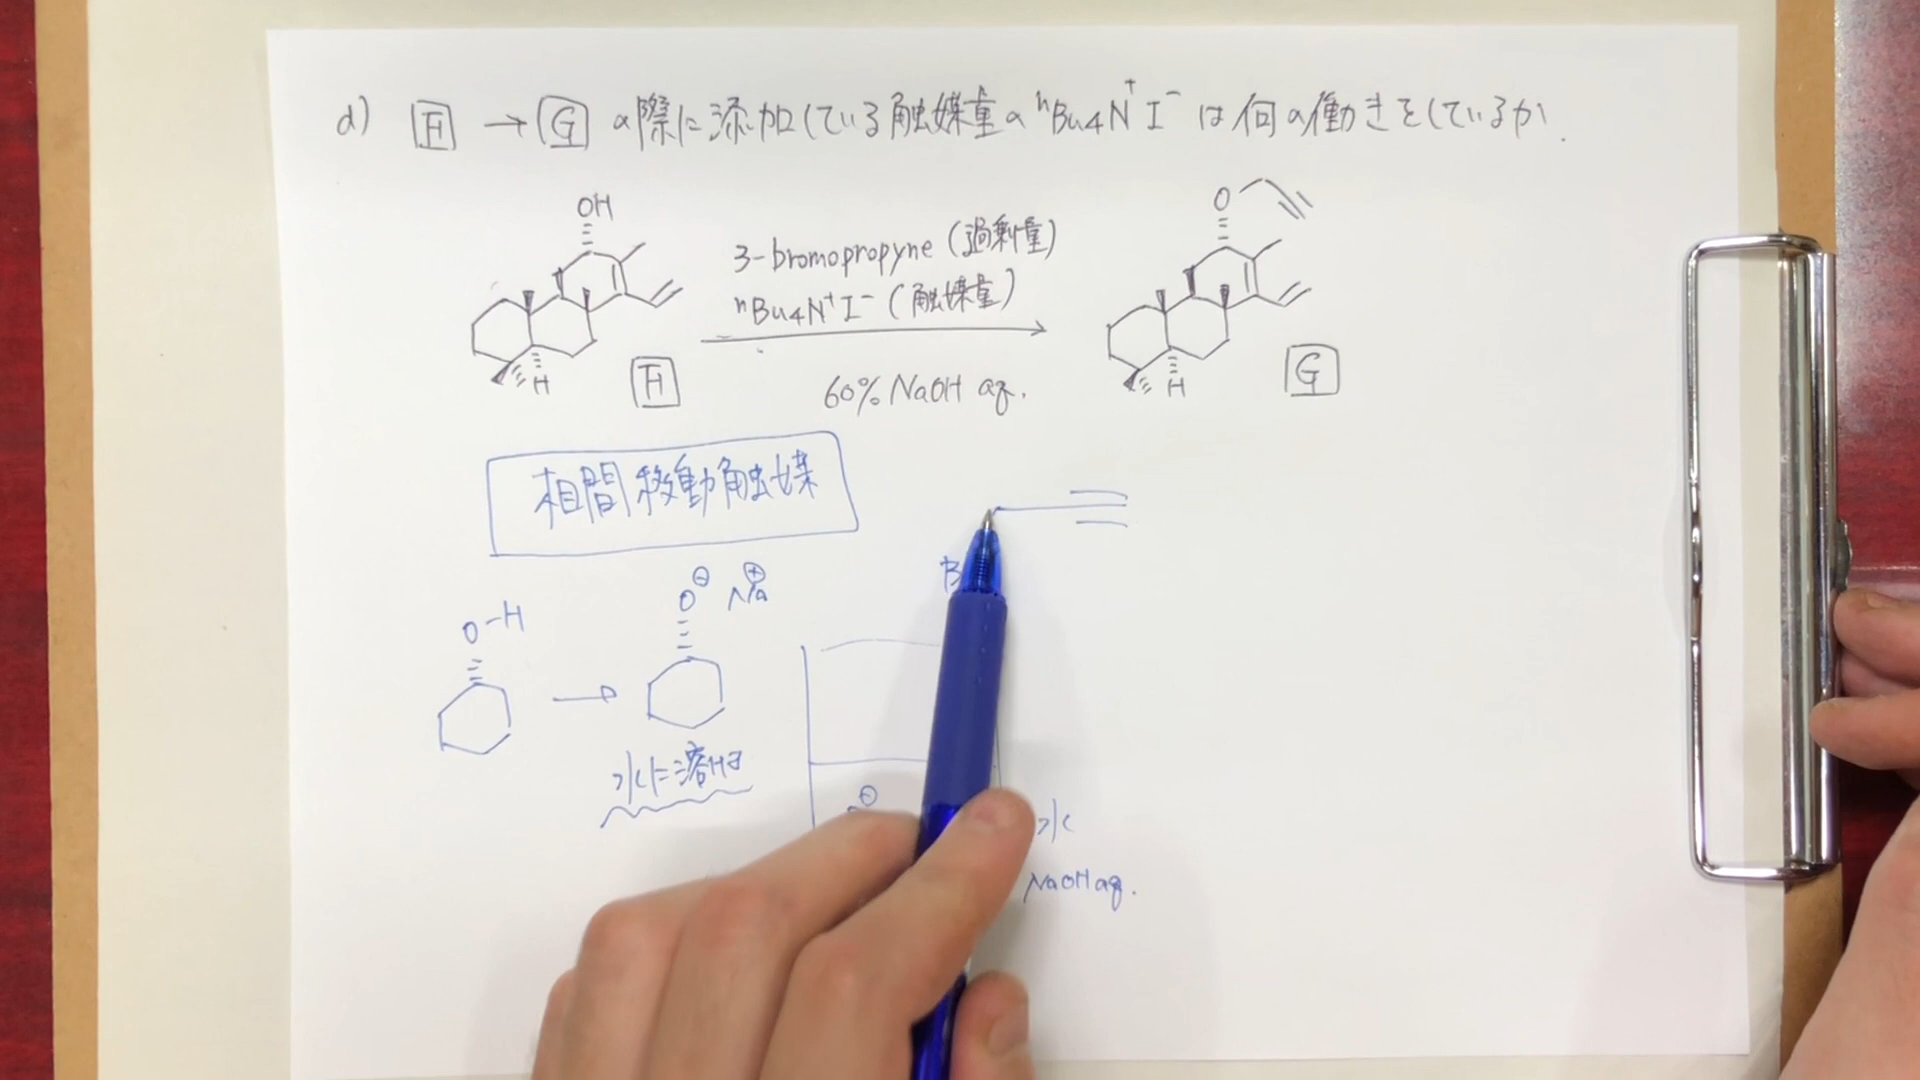 d) F → G の際に添加している触媒量の ⁿBu4N⁺I⁻ は何の働きをしているか.
OH
3-bromopropyne (過剰量)
ⁿBu4N⁺I⁻ (触媒量)
60% NaOH aq.
H
F
O
H
G
相間移動触媒
O-H
O⊖ Na⊕
水に溶ける
B
⊖
水
NaOH aq.